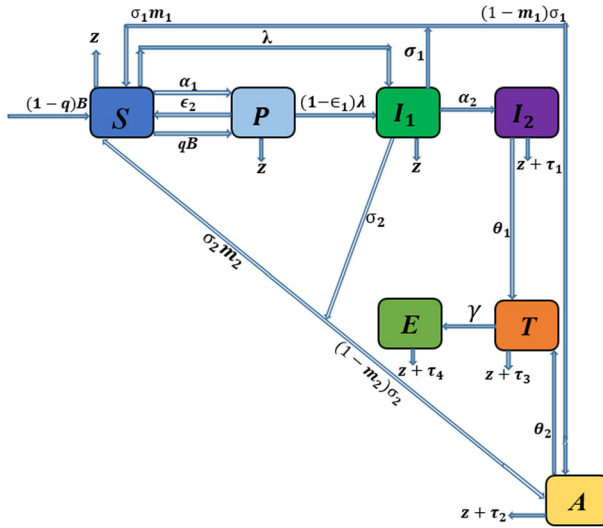 σ₁m₁
(1-m₁)σ₁
z
λ
σ₁
(1-q)B
S
α₁
ϵ₂
qB
P
(1-ϵ₁)λ
I₁
α₂
I₂
z
z
z + τ₁
σ₂
θ₁
σ₂m₂
E
γ
T
(1-m₂)σ₂
z + τ₄
z + τ₃
θ₂
A
z + τ₂